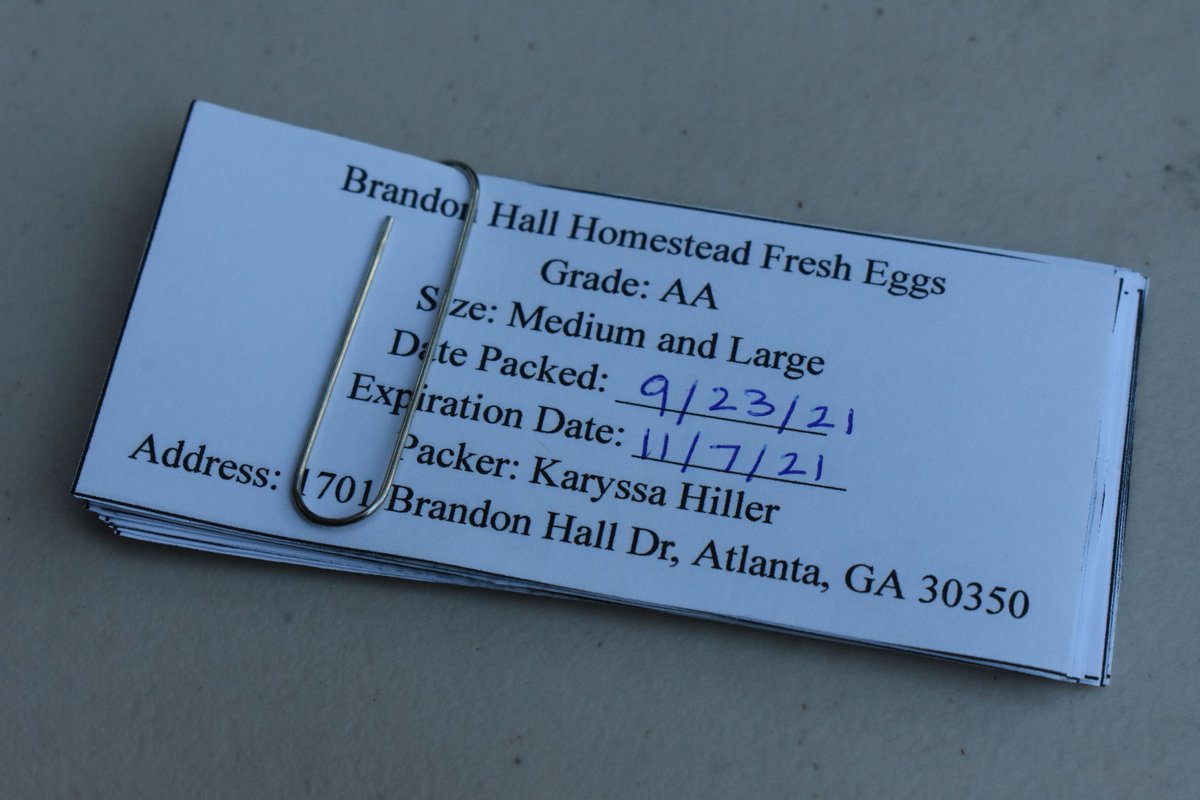 Brandon Hall Homestead Fresh Eggs
Grade: AA
Size: Medium and Large
Date Packed: 9/23/21
Expiration Date: 11/7/21
Packer: Karyssa Hiller
Address: 1701 Brandon Hall Dr, Atlanta, GA 30350